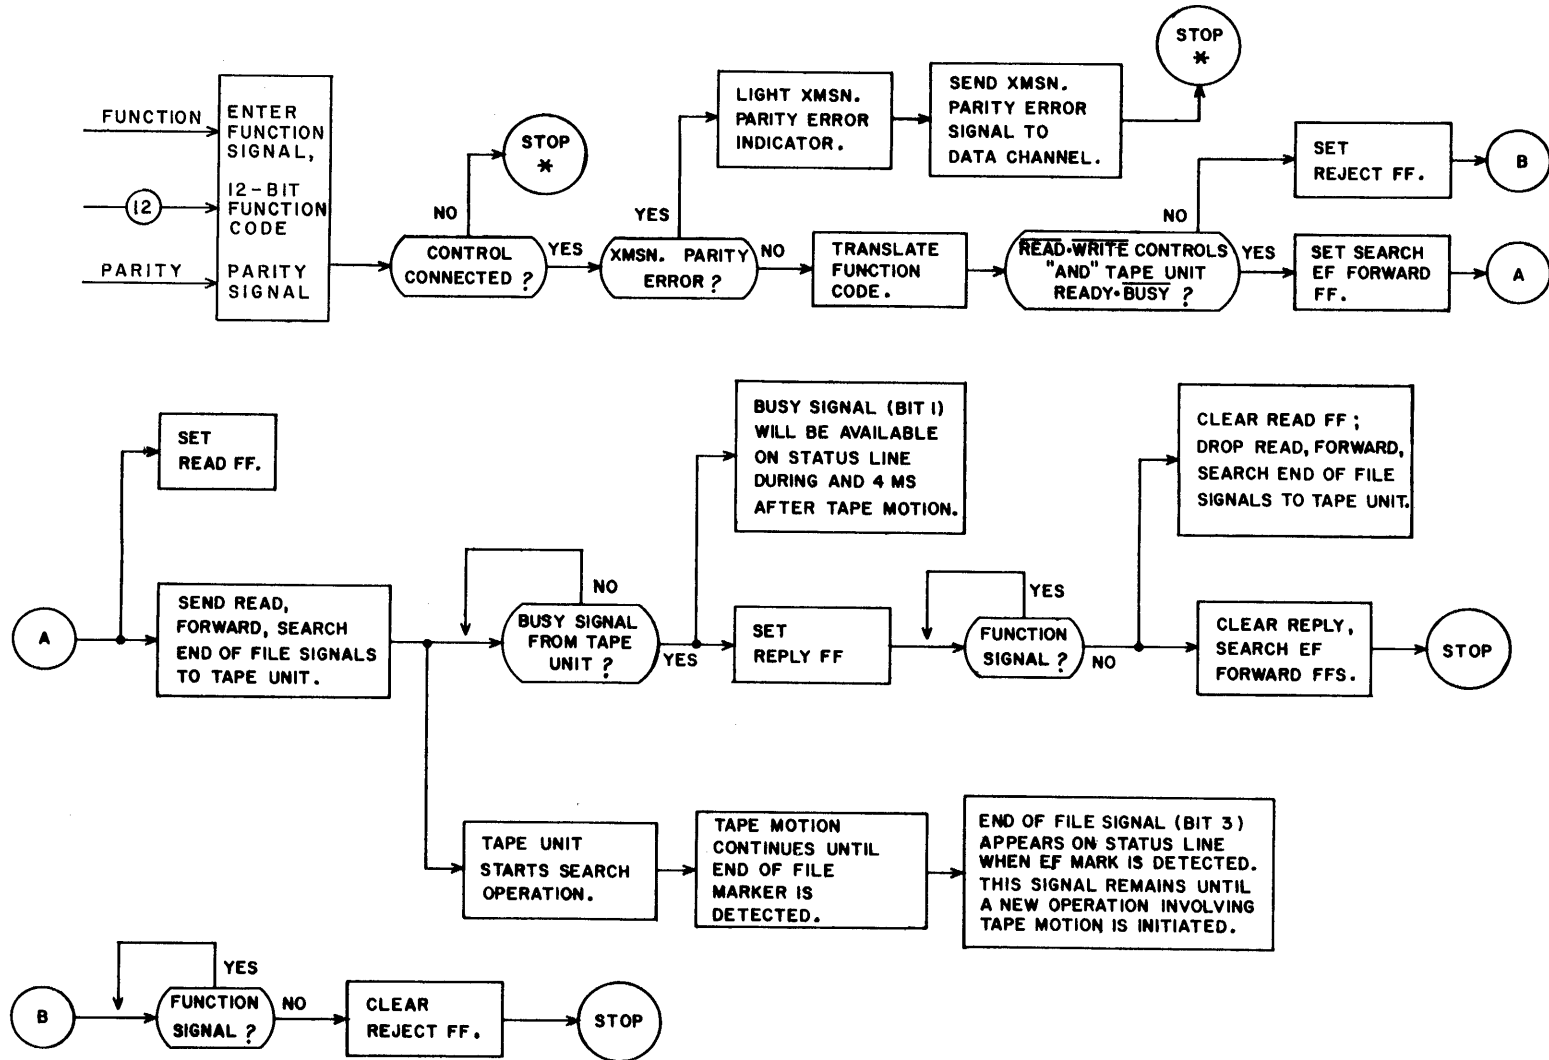 FUNCTION
12
PARITY
ENTER
FUNCTION
SIGNAL,
12-BIT
FUNCTION
CODE
PARITY
SIGNAL
CONTROL
CONNECTED ?
NO
STOP
*
YES
XMSN. PARITY
ERROR ?
YES
LIGHT XMSN.
PARITY ERROR
INDICATOR.
SEND XMSN.
PARITY ERROR
SIGNAL TO
DATA CHANNEL.
STOP
*
NO
TRANSLATE
FUNCTION
CODE.
READ·WRITE CONTROLS
"AND" TAPE UNIT
READY·BUSY ?
NO
SET
REJECT FF.
B
YES
SET SEARCH
EF FORWARD
FF.
A
A
SET
READ FF.
SEND READ,
FORWARD, SEARCH
END OF FILE SIGNALS
TO TAPE UNIT.
NO
BUSY SIGNAL
FROM TAPE
UNIT ?
YES
BUSY SIGNAL (BIT 1)
WILL BE AVAILABLE
ON STATUS LINE
DURING AND 4 MS
AFTER TAPE MOTION.
SET
REPLY FF
YES
FUNCTION
SIGNAL ?
NO
CLEAR READ FF;
DROP READ, FORWARD,
SEARCH END OF FILE
SIGNALS TO TAPE UNIT.
CLEAR REPLY,
SEARCH EF
FORWARD FFS.
STOP
TAPE UNIT
STARTS SEARCH
OPERATION.
TAPE MOTION
CONTINUES UNTIL
END OF FILE
MARKER IS
DETECTED.
END OF FILE SIGNAL (BIT 3)
APPEARS ON STATUS LINE
WHEN EF MARK IS DETECTED.
THIS SIGNAL REMAINS UNTIL
A NEW OPERATION INVOLVING
TAPE MOTION IS INITIATED.
B
YES
FUNCTION
SIGNAL ?
NO
CLEAR
REJECT FF.
STOP